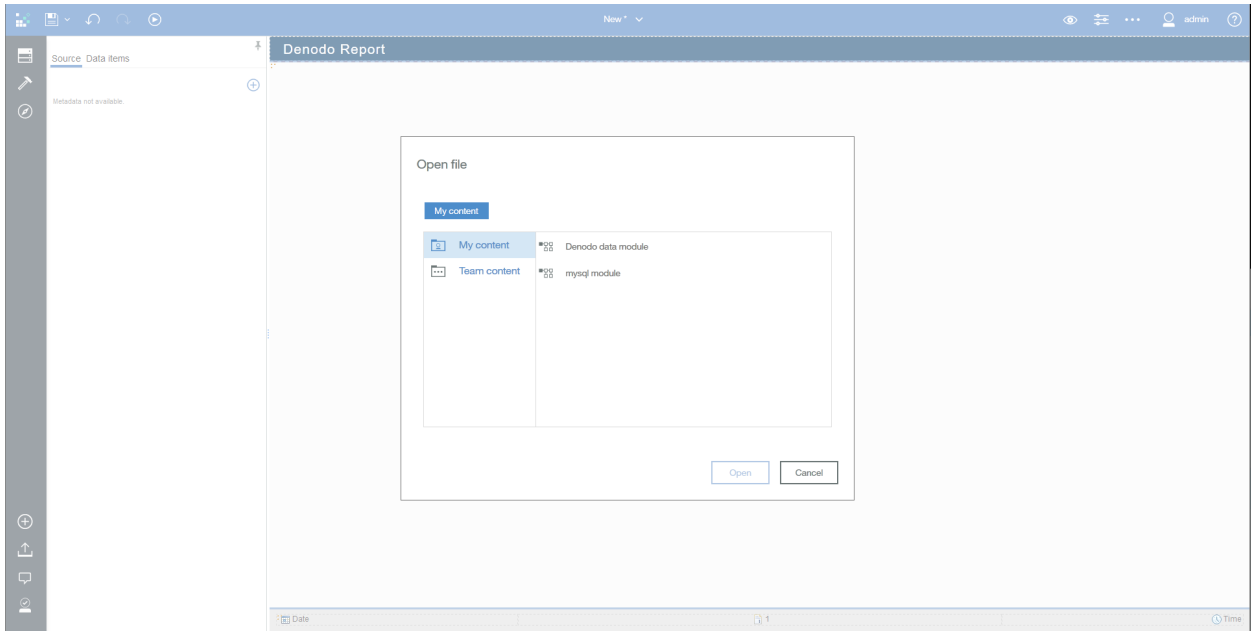 New *
admin
Source Data items
Metadata not available.
Denodo Report
Open file
My content
My content
Team content
Denodo data module
mysql module
Open
Cancel
Date
1
Time